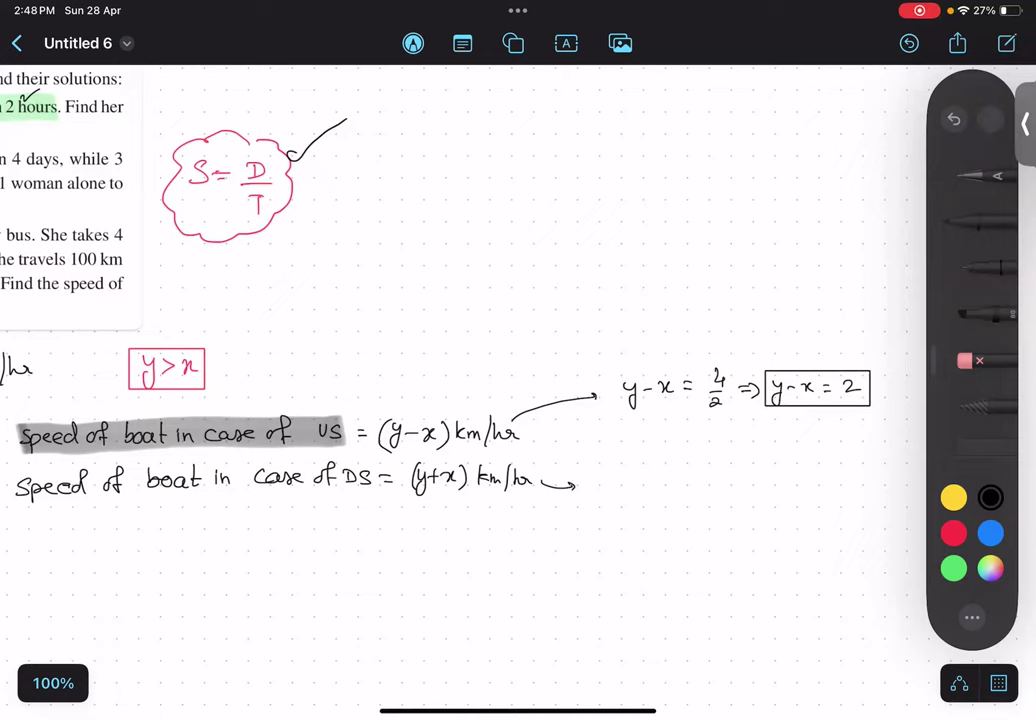 2:48 PM Sun 28 Apr
27%
Untitled 6
nd their solutions:
n 2 hours. Find her
n 4 days, while 3
1 woman alone to
bus. She takes 4
he travels 100 km
Find the speed of
S = D/T
/hr
y > x
speed of boat in case of US = (y-x) km/hr
y-x = 4/2 ⇒ y-x = 2
speed of boat in case of DS = (y+x) km/hr
100%